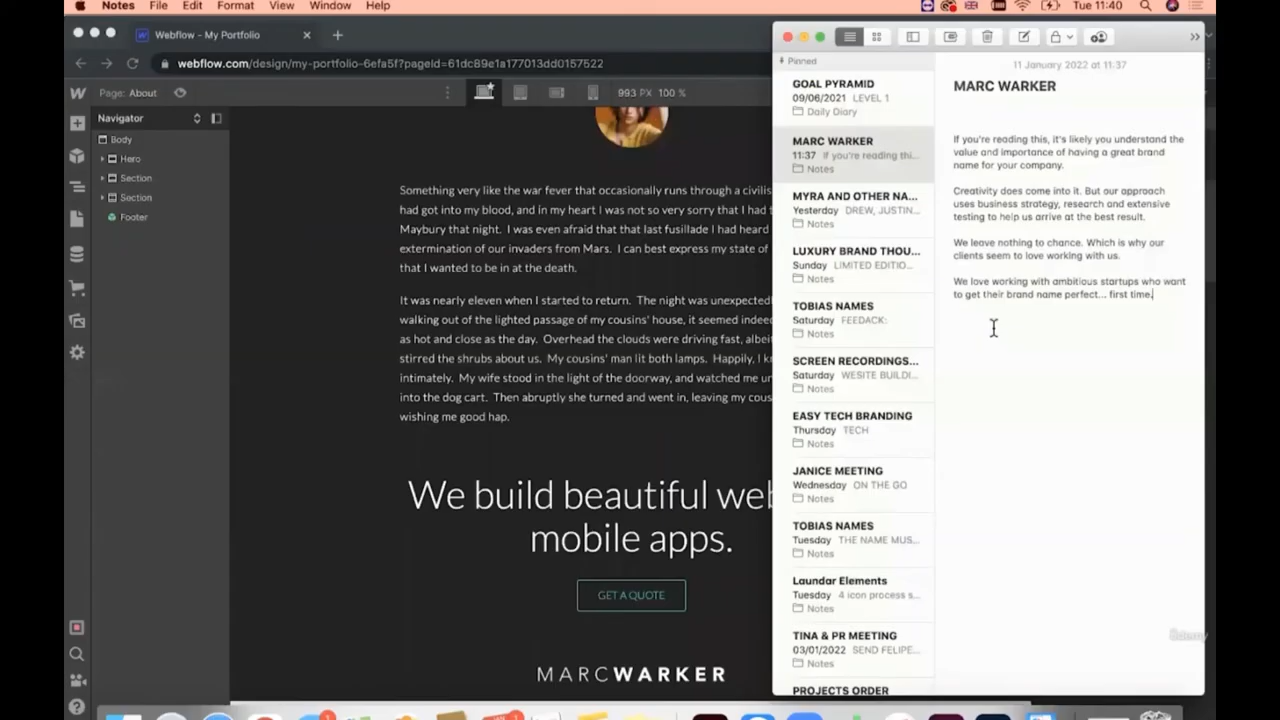 Notes File Edit Format View Window Help Tue 11:40
Webflow - My Portfolio
webflow.com/design/my-portfolio-6efa5f?pageId=61dc89e1a177013dd0157522
Page: About 993 PX 100 %
Navigator
Body
Hero
Section
Section
Footer
Something very like the war fever that occasionally runs through a civilis
had got into my blood, and in my heart I was not so very sorry that I had t
Maybury that night. I was even afraid that that last fusillade I had heard
extermination of our invaders from Mars. I can best express my state of
that I wanted to be in at the death.
It was nearly eleven when I started to return. The night was unexpected
walking out of the lighted passage of my cousins' house, it seemed indeed
as hot and close as the day. Overhead the clouds were driving fast, albei
stirred the shrubs about us. My cousins' man lit both lamps. Happily, I k
intimately. My wife stood in the light of the doorway, and watched me u
into the dog cart. Then abruptly she turned and went in, leaving my cous
wishing me good hap.
We build beautiful web
mobile apps.
GET A QUOTE
MARCWARKER
Pinned
GOAL PYRAMID
09/06/2021 LEVEL 1
Daily Diary
MARC WARKER
11:37 If you're reading thi...
Notes
MYRA AND OTHER NA...
Yesterday DREW, JUSTIN...
Notes
LUXURY BRAND THOU...
Sunday LIMITED EDITIO...
Notes
TOBIAS NAMES
Saturday FEEDACK:
Notes
SCREEN RECORDINGS...
Saturday WESITE BUILDI...
Notes
EASY TECH BRANDING
Thursday TECH
Notes
JANICE MEETING
Wednesday ON THE GO
Notes
TOBIAS NAMES
Tuesday THE NAME MUS...
Notes
Laundar Elements
Tuesday 4 icon process s...
Notes
TINA & PR MEETING
03/01/2022 SEND FELIPE...
Notes
PROJECTS ORDER
11 January 2022 at 11:37
MARC WARKER
If you're reading this, it's likely you understand the
value and importance of having a great brand
name for your company.
Creativity does come into it. But our approach
uses business strategy, research and extensive
testing to help us arrive at the best result.
We leave nothing to chance. Which is why our
clients seem to love working with us.
We love working with ambitious startups who want
to get their brand name perfect... first time.
Udemy